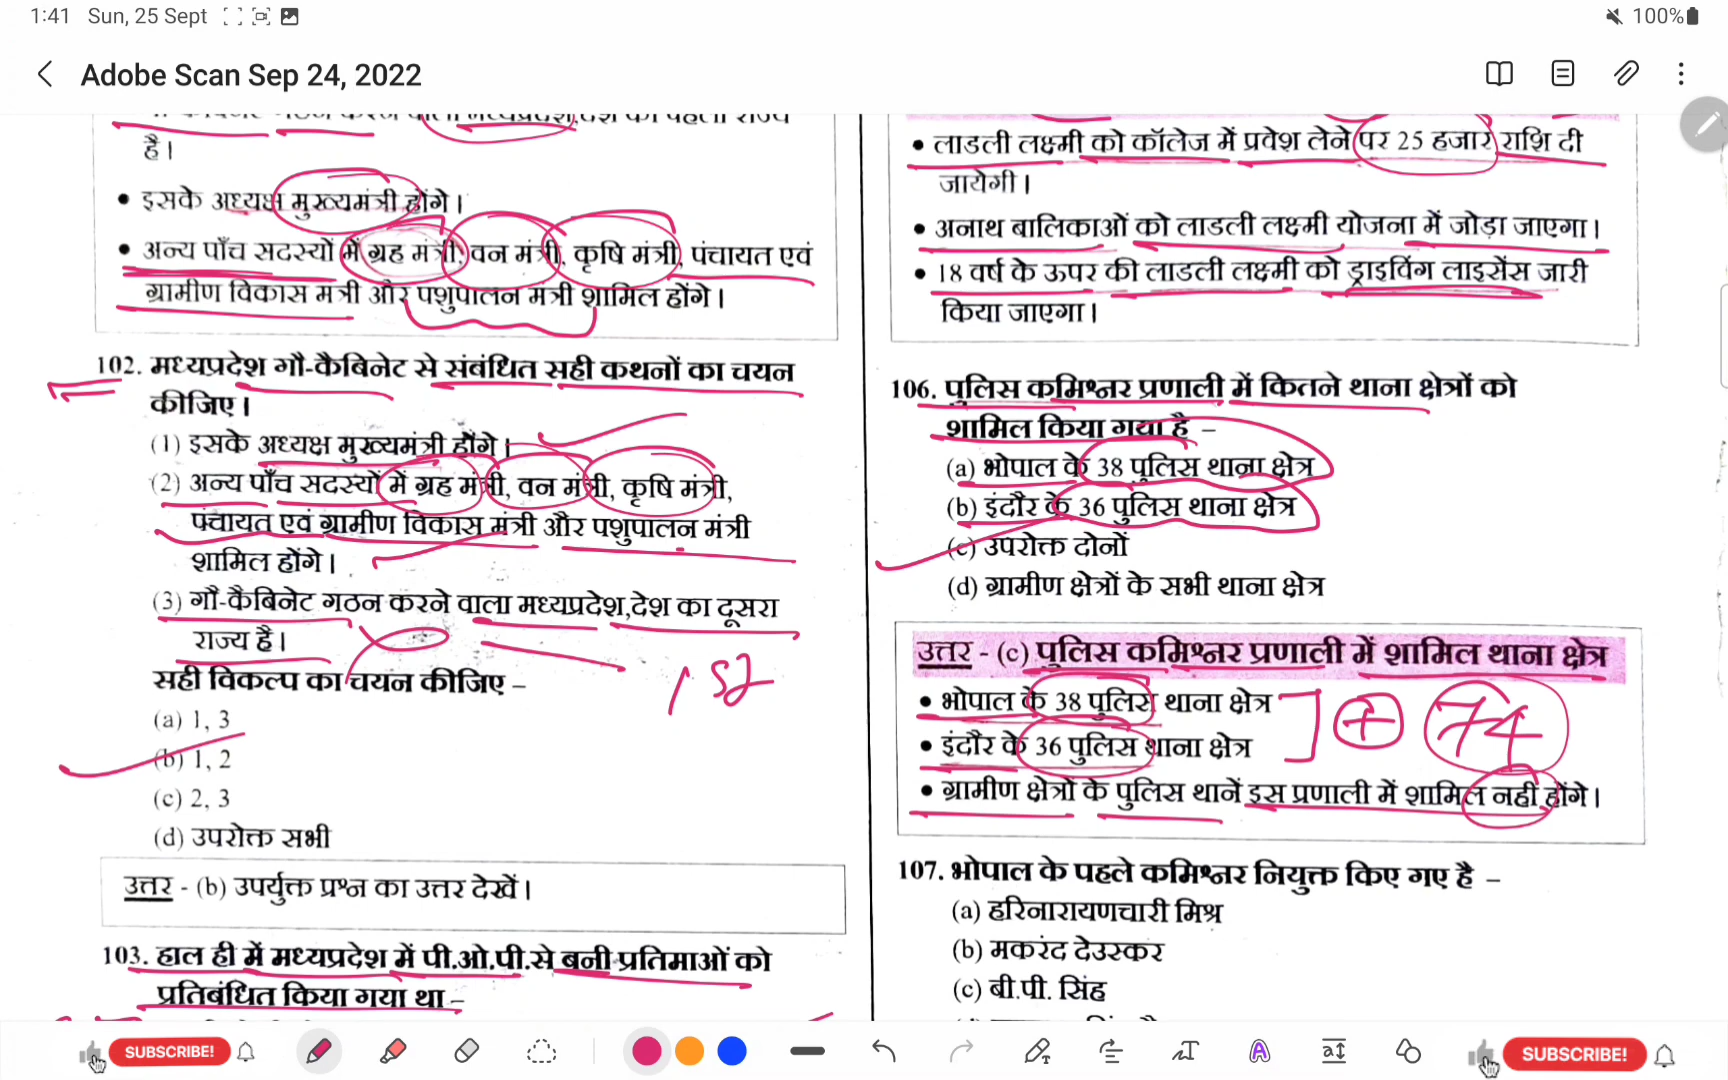 1:41 Sun, 25 Sept
100%
Adobe Scan Sep 24, 2022
है।
• इसके अध्यक्ष मुख्यमंत्री होंगे।
• अन्य पाँच सदस्यों में ग्रह मंत्री, वन मंत्री, कृषि मंत्री, पंचायत एवं
ग्रामीण विकास मंत्री और पशुपालन मंत्री शामिल होंगे।
102. मध्यप्रदेश गौ-कैबिनेट से संबंधित सही कथनों का चयन
कीजिए।
(1) इसके अध्यक्ष मुख्यमंत्री होंगे।
(2) अन्य पाँच सदस्यों में ग्रह मंत्री, वन मंत्री, कृषि मंत्री,
पंचायत एवं ग्रामीण विकास मंत्री और पशुपालन मंत्री
शामिल होंगे।
(3) गौ-कैबिनेट गठन करने वाला मध्यप्रदेश,देश का दूसरा
राज्य है।
1st
सही विकल्प का चयन कीजिए –
(a) 1, 3
(b) 1, 2
(c) 2, 3
(d) उपरोक्त सभी
उत्तर - (b) उपर्युक्त प्रश्न का उत्तर देखें।
103. हाल ही में मध्यप्रदेश में पी.ओ.पी.से बनी प्रतिमाओं को
प्रतिबंधित किया गया था –
• लाडली लक्ष्मी को कॉलेज में प्रवेश लेने पर 25 हजार राशि दी
जायेगी।
• अनाथ बालिकाओं को लाडली लक्ष्मी योजना में जोड़ा जाएगा।
• 18 वर्ष के ऊपर की लाडली लक्ष्मी को ड्राइविंग लाइसेंस जारी
किया जाएगा।
106. पुलिस कमिश्नर प्रणाली में कितने थाना क्षेत्रों को
शामिल किया गया है –
(a) भोपाल के 38 पुलिस थाना क्षेत्र
(b) इंदौर के 36 पुलिस थाना क्षेत्र
(c) उपरोक्त दोनों
(d) ग्रामीण क्षेत्रों के सभी थाना क्षेत्र
उत्तर - (c) पुलिस कमिश्नर प्रणाली में शामिल थाना क्षेत्र
• भोपाल के 38 पुलिस थाना क्षेत्र
• इंदौर के 36 पुलिस थाना क्षेत्र
+ 74
• ग्रामीण क्षेत्रों के पुलिस थानें इस प्रणाली में शामिल नहीं होंगे।
107. भोपाल के पहले कमिश्नर नियुक्त किए गए है –
(a) हरिनारायणचारी मिश्र
(b) मकरंद देउस्कर
(c) बी.पी. सिंह
SUBSCRIBE!
SUBSCRIBE!